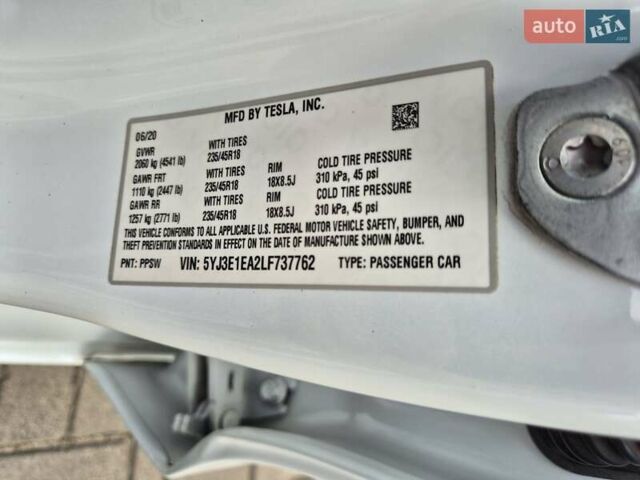 auto RIA.com
MFD BY TESLA, INC.
06/20
GVWR WITH TIRES
2060 kg (4541 lb) 235/45R18
GAWR FRT WITH TIRES RIM COLD TIRE PRESSURE
1110 kg (2447 lb) 235/45R18 18X8.5J 310 kPa, 45 psi
GAWR RR WITH TIRES RIM COLD TIRE PRESSURE
1257 kg (2771 lb) 235/45R18 18X8.5J 310 kPa, 45 psi
THIS VEHICLE CONFORMS TO ALL APPLICABLE U.S. FEDERAL MOTOR VEHICLE SAFETY, BUMPER, AND
THEFT PREVENTION STANDARDS IN EFFECT ON THE DATE OF MANUFACTURE SHOWN ABOVE.
PNT: PPSW VIN: 5YJ3E1EA2LF737762 TYPE: PASSENGER CAR